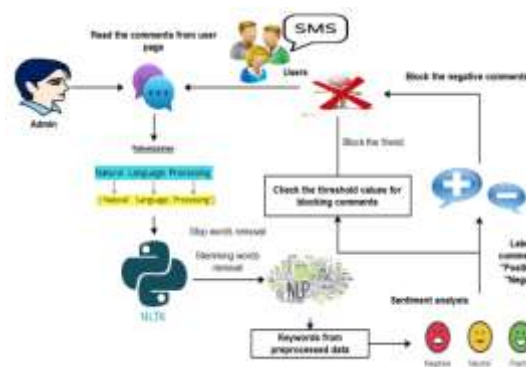 Read the comments from user
page
SMS
Users
Block the negative comments
Admin
Tokenization
Natural Language Processing
['Natural' 'Language' 'Processing']
Block the friend
Check the threshold values for
blocking comments
Stop words removal
Stemming words
removal
NLTK
NLP
Sentiment analysis
Keywords from
preprocessed data
Negative
Neutral